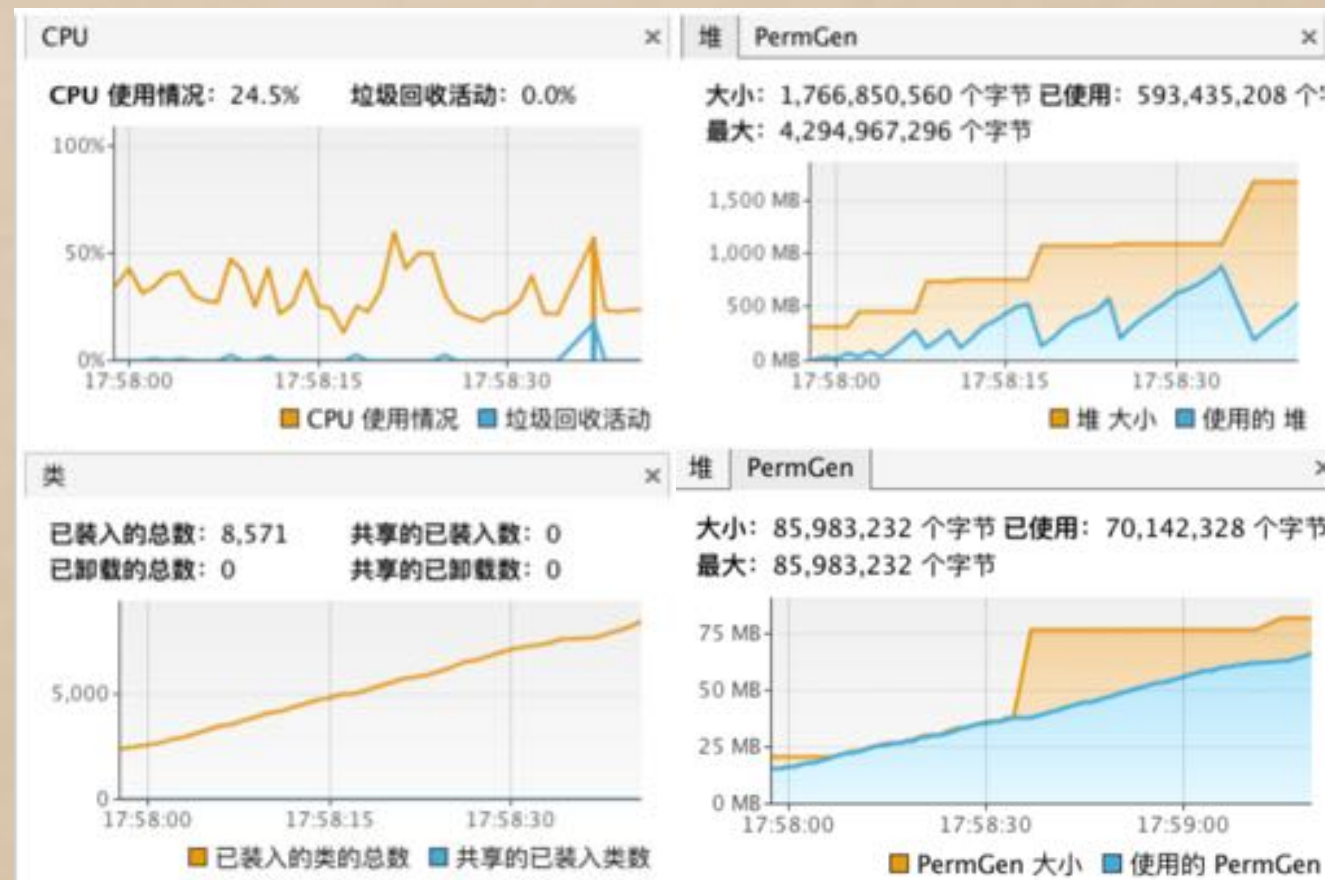 CPU ×
CPU 使用情况: 24.5% 垃圾回收活动: 0.0%
100%
50%
0%
17:58:00 17:58:15 17:58:30
CPU 使用情况 垃圾回收活动
堆 PermGen ×
大小: 1,766,850,560 个字节 已使用: 593,435,208 个
最大: 4,294,967,296 个字节
1,500 MB
1,000 MB
500 MB
0 MB
17:58:00 17:58:15 17:58:30
堆 大小 使用的 堆
类 ×
已装入的总数: 8,571 共享的已装入数: 0
已卸载的总数: 0 共享的已卸载数: 0
5,000
0
17:58:00 17:58:15 17:58:30
已装入的类的总数 共享的已装入类数
堆 PermGen ×
大小: 85,983,232 个字节 已使用: 70,142,328 个字节
最大: 85,983,232 个字节
75 MB
50 MB
25 MB
0 MB
17:58:00 17:58:30 17:59:00
PermGen 大小 使用的 PermGen